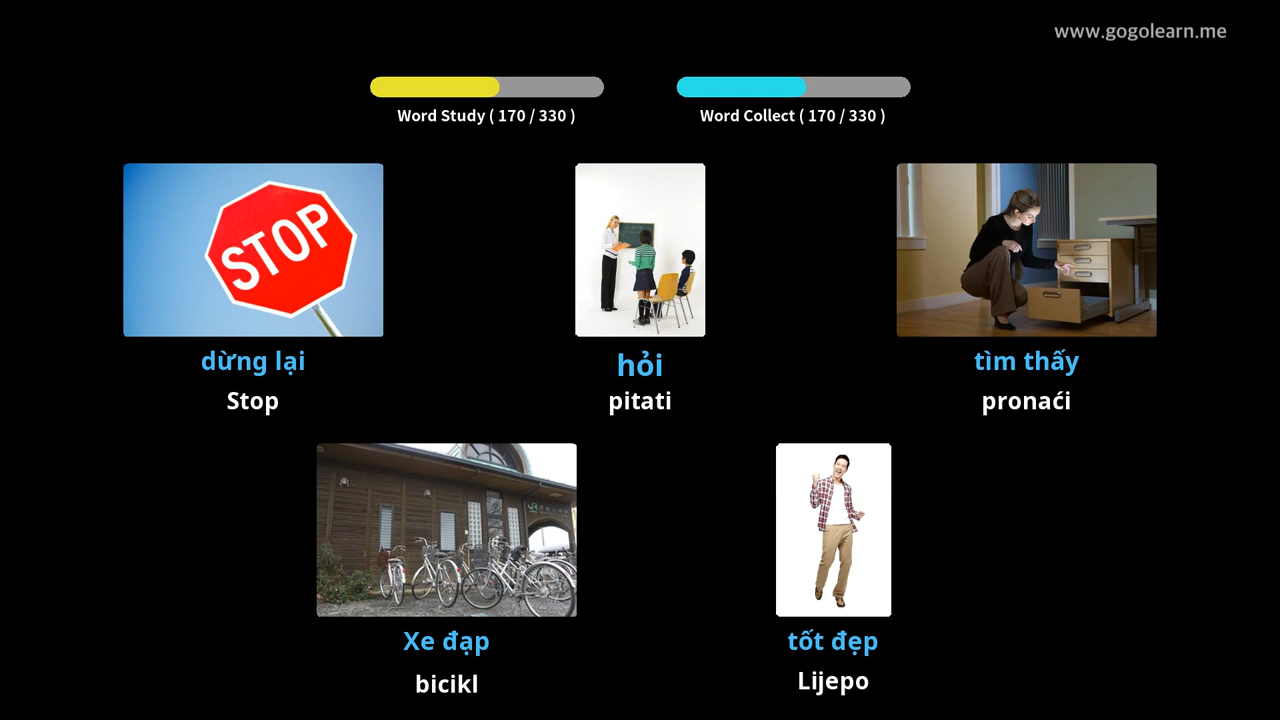 www.gogolearn.me
Word Study ( 170 / 330 )
Word Collect ( 170 / 330 )
STOP
dừng lại
Stop
hỏi
pitati
tìm thấy
pronaći
JR
Xe đạp
bicikl
tốt đẹp
Lijepo